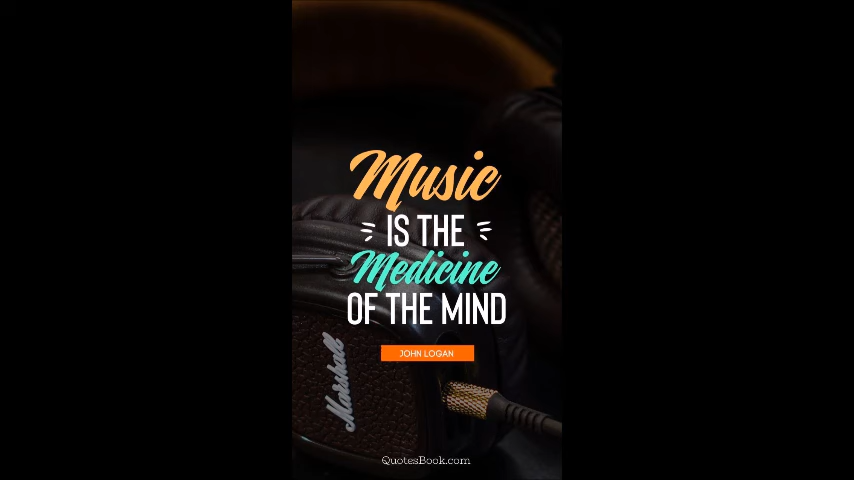 Music
IS THE
Medicine
OF THE MIND
JOHN LOGAN
Marshall
QuotesBook.com